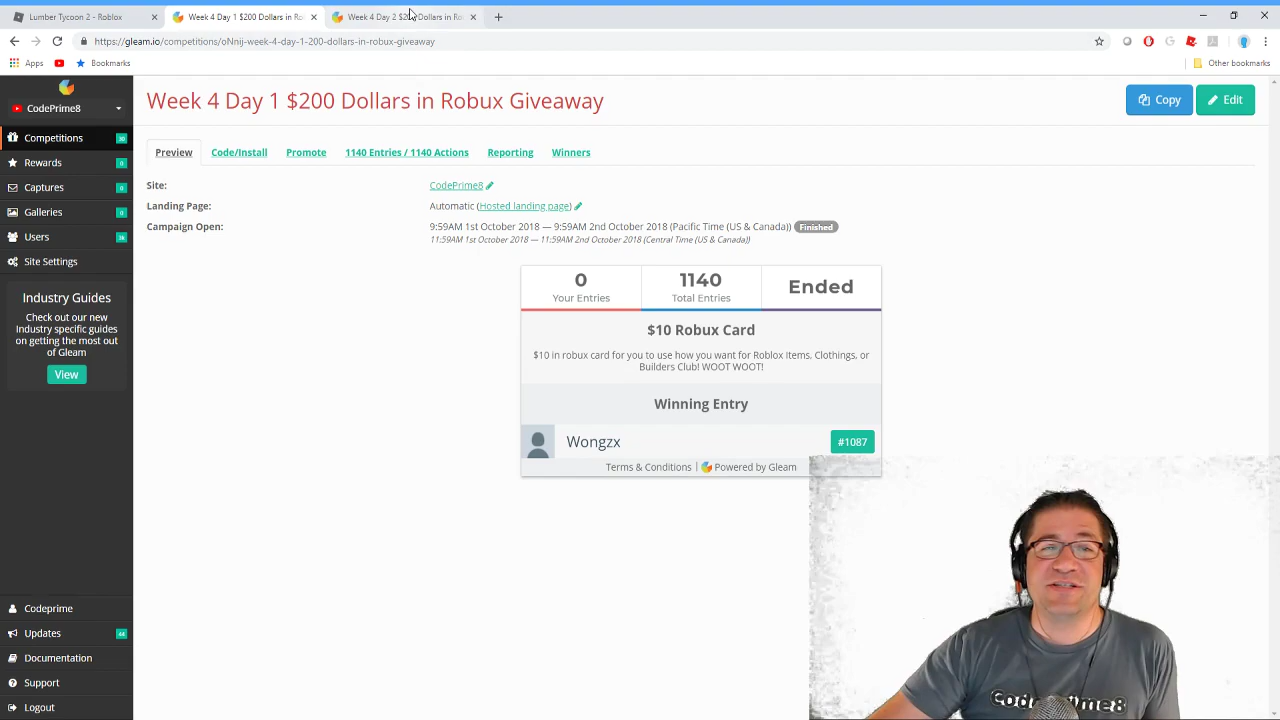 Lumber Tycoon 2 - Roblox
Week 4 Day 1 $200 Dollars in Ro
Week 4 Day 2 $200 Dollars in Ro
https://gleam.io/competitions/oNnij-week-4-day-1-200-dollars-in-robux-giveaway
Apps
Bookmarks
Other bookmarks
CodePrime8
Competitions 30
Rewards 0
Captures 0
Galleries 0
Users 36
Site Settings
Industry Guides
Check out our new
Industry specific guides
on getting the most out
of Gleam
View
Codeprime
Updates 44
Documentation
Support
Logout
Week 4 Day 1 $200 Dollars in Robux Giveaway
Copy
Edit
Preview
Code/Install
Promote
1140 Entries / 1140 Actions
Reporting
Winners
Site: CodePrime8
Landing Page: Automatic (Hosted landing page)
Campaign Open: 9:59AM 1st October 2018 — 9:59AM 2nd October 2018 (Pacific Time (US & Canada)) Finished
11:59AM 1st October 2018 — 11:59AM 2nd October 2018 (Central Time (US & Canada))
0
Your Entries
1140
Total Entries
Ended
$10 Robux Card
$10 in robux card for you to use how you want for Roblox Items, Clothings, or
Builders Club! WOOT WOOT!
Winning Entry
Wongzx
#1087
Terms & Conditions | Powered by Gleam